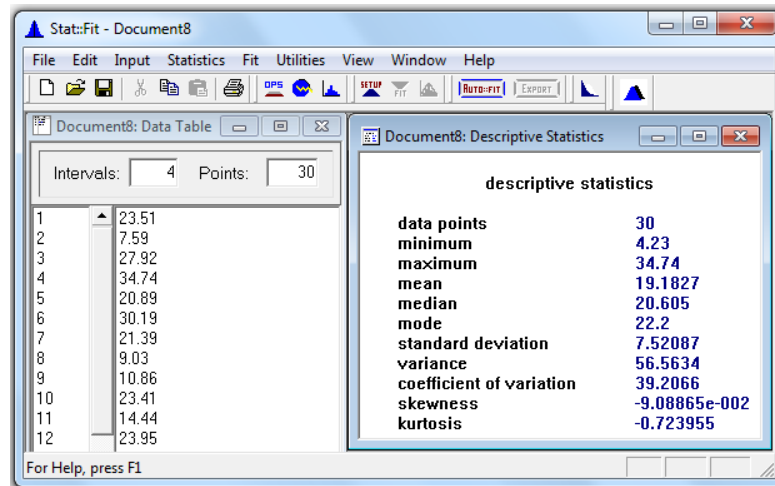 Stat::Fit - Document8
File Edit Input Statistics Fit Utilities View Window Help
OPS SETUP FIT AUTO::FIT EXPORT
Document8: Data Table
Intervals: 4 Points: 30
1 23.51
2 7.59
3 27.92
4 34.74
5 20.89
6 30.19
7 21.39
8 9.03
9 10.86
10 23.41
11 14.44
12 23.95
Document8: Descriptive Statistics
descriptive statistics
data points 30
minimum 4.23
maximum 34.74
mean 19.1827
median 20.605
mode 22.2
standard deviation 7.52087
variance 56.5634
coefficient of variation 39.2066
skewness -9.08865e-002
kurtosis -0.723955
For Help, press F1